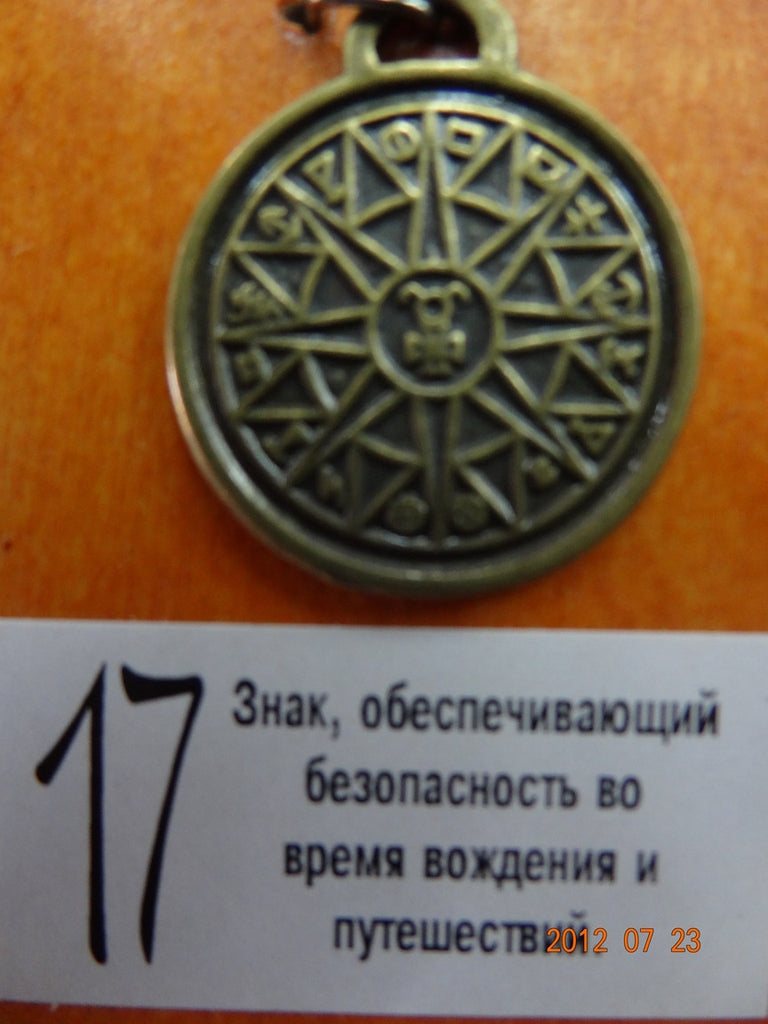 17
Знак, обеспечивающий
безопасность во
время вождения и
путешествий.
2012 07 23